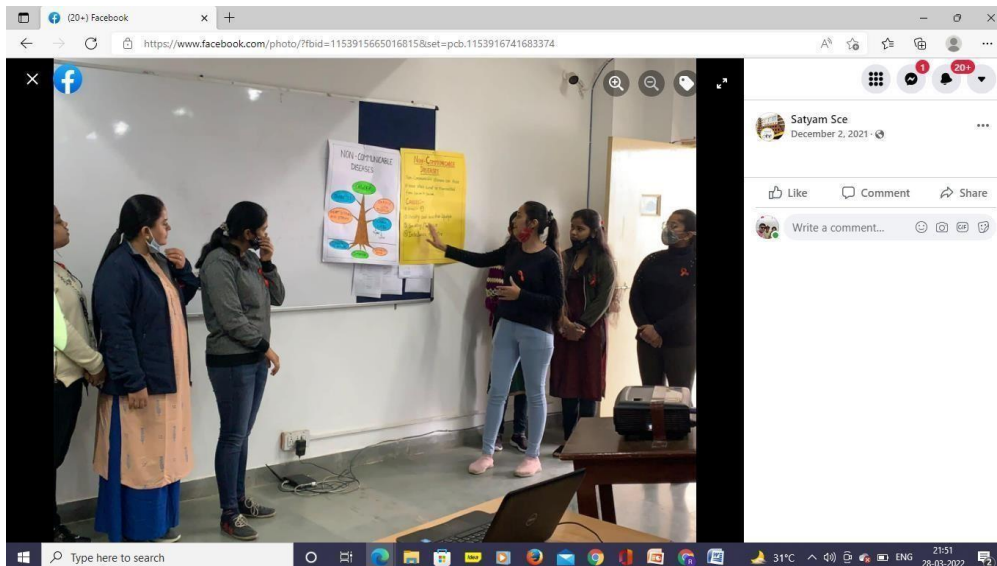 (20+) Facebook
https://www.facebook.com/photo/?fbid=1153915665016815&set=pcb.1153916741683374
1
20+
Satyam Sce
December 2, 2021
Like
Comment
Share
Write a comment...
GIF
NON-COMMUNICABLE
DISEASES
NON-COMMUNICABLE
DISEASES
Type here to search
31°C
ENG
21:51
28-03-2022